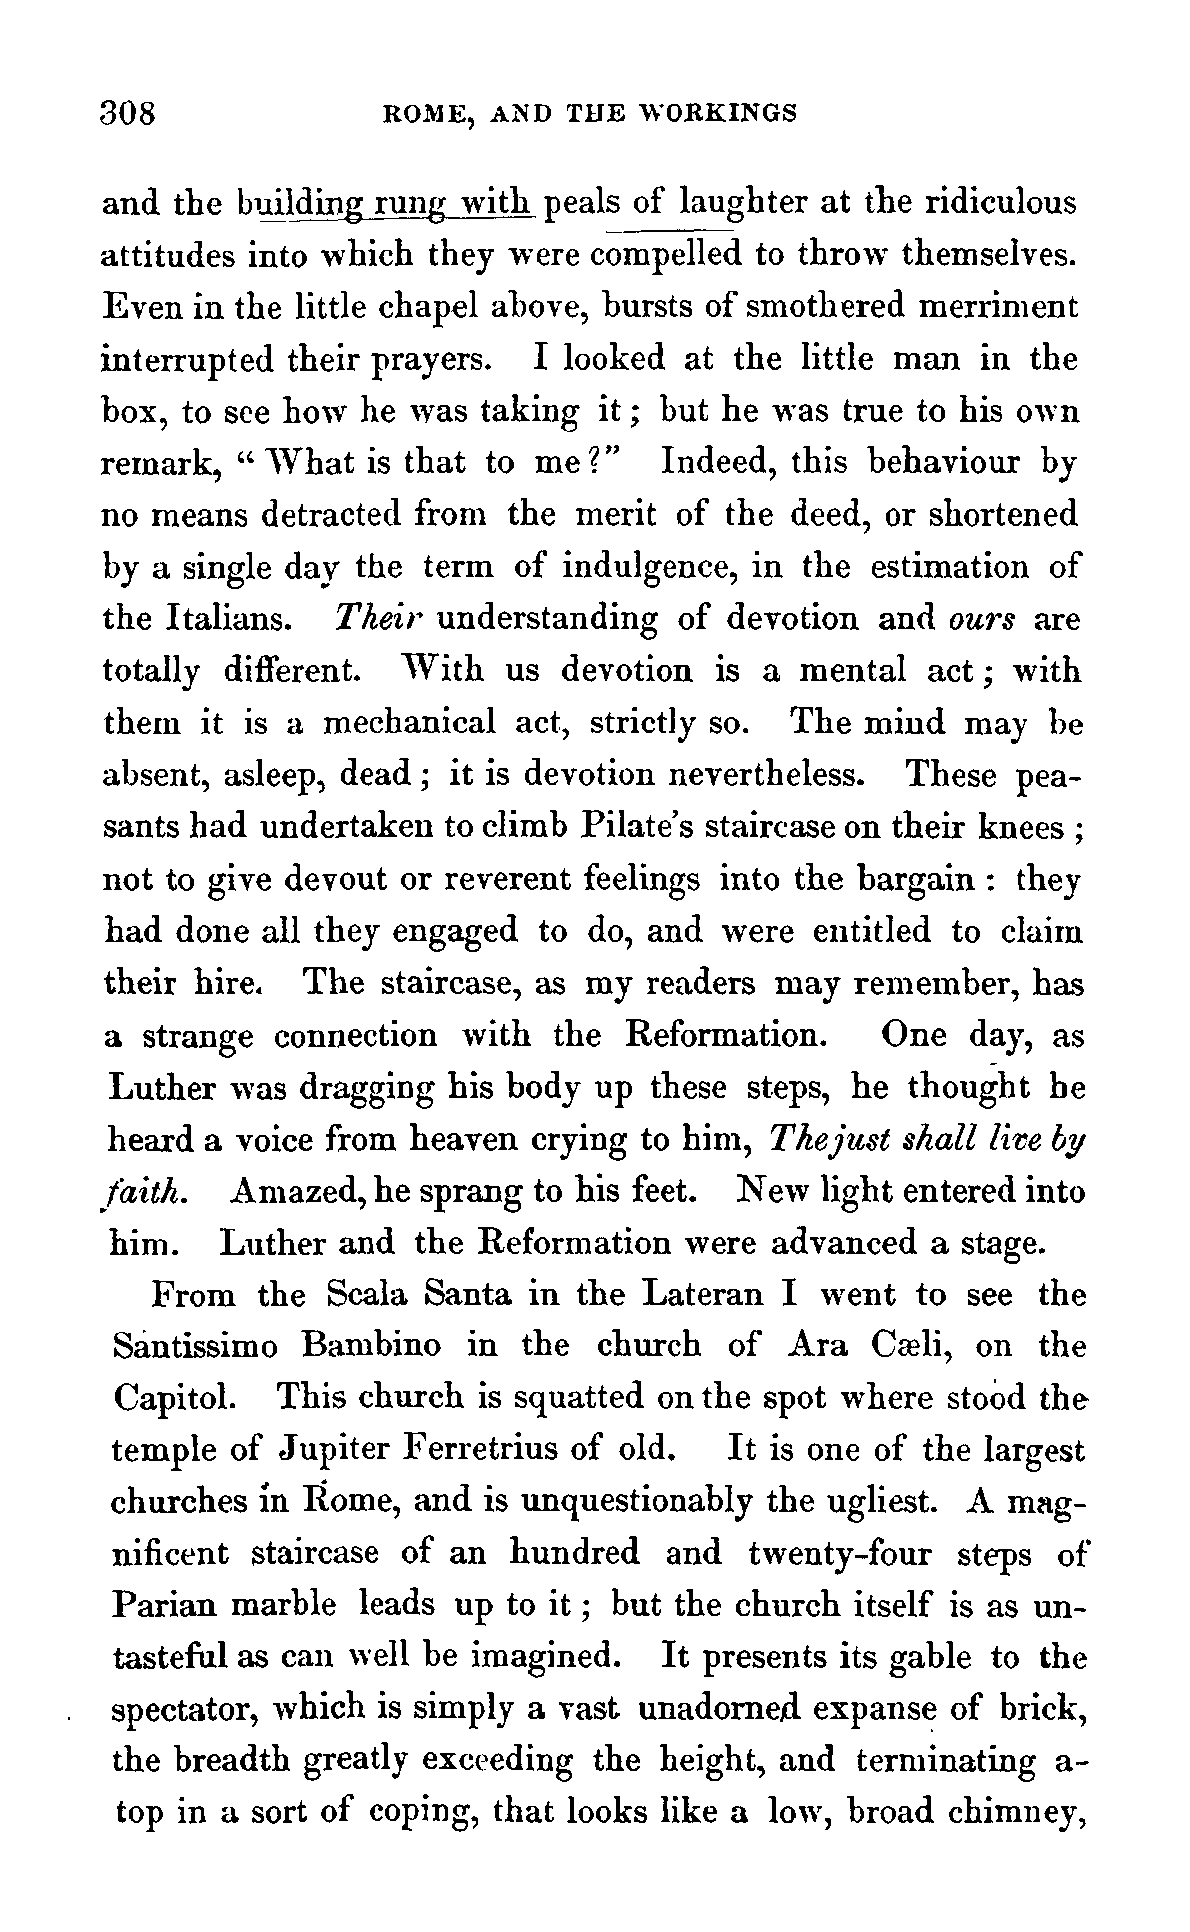 308 ROME, AND THE WORKINGS
and the building rung with peals of laughter at the ridiculous
attitudes into which they were compelled to throw themselves.
Even in the little chapel above, bursts of smothered merriment
interrupted their prayers. I looked at the little man in the
box, to see how he was taking it; but he was true to his own
remark, “What is that to me?” Indeed, this behaviour by
no means detracted from the merit of the deed, or shortened
by a single day the term of indulgence, in the estimation of
the Italians. Their understanding of devotion and ours are
totally different. With us devotion is a mental act; with
them it is a mechanical act, strictly so. The mind may be
absent, asleep, dead; it is devotion nevertheless. These pea-
sants had undertaken to climb Pilate's staircase on their knees;
not to give devout or reverent feelings into the bargain: they
had done all they engaged to do, and were entitled to claim
their hire. The staircase, as my readers may remember, has
a strange connection with the Reformation. One day, as
Luther was dragging his body up these steps, he thought he
heard a voice from heaven crying to him, The just shall live by
faith. Amazed, he sprang to his feet. New light entered into
him. Luther and the Reformation were advanced a stage.
From the Scala Santa in the Lateran I went to see the
Santissimo Bambino in the church of Ara Cæli, on the
Capitol. This church is squatted on the spot where stood the
temple of Jupiter Ferretrius of old. It is one of the largest
churches in Rome, and is unquestionably the ugliest. A mag-
nificent staircase of an hundred and twenty-four steps of
Parian marble leads up to it; but the church itself is as un-
tasteful as can well be imagined. It presents its gable to the
spectator, which is simply a vast unadorned expanse of brick,
the breadth greatly exceeding the height, and terminating a-
top in a sort of coping, that looks like a low, broad chimney,